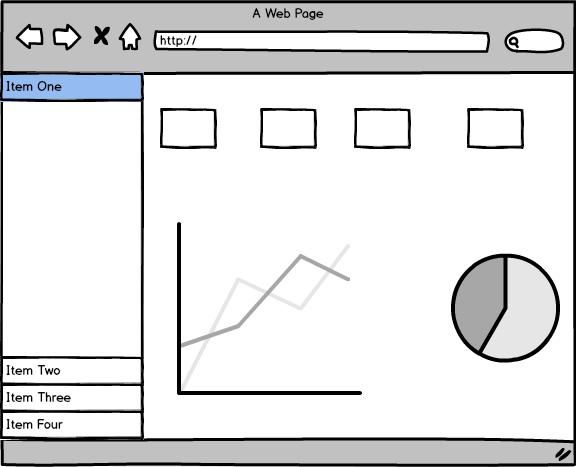 A Web Page
http://
Item One
Item Two
Item Three
Item Four